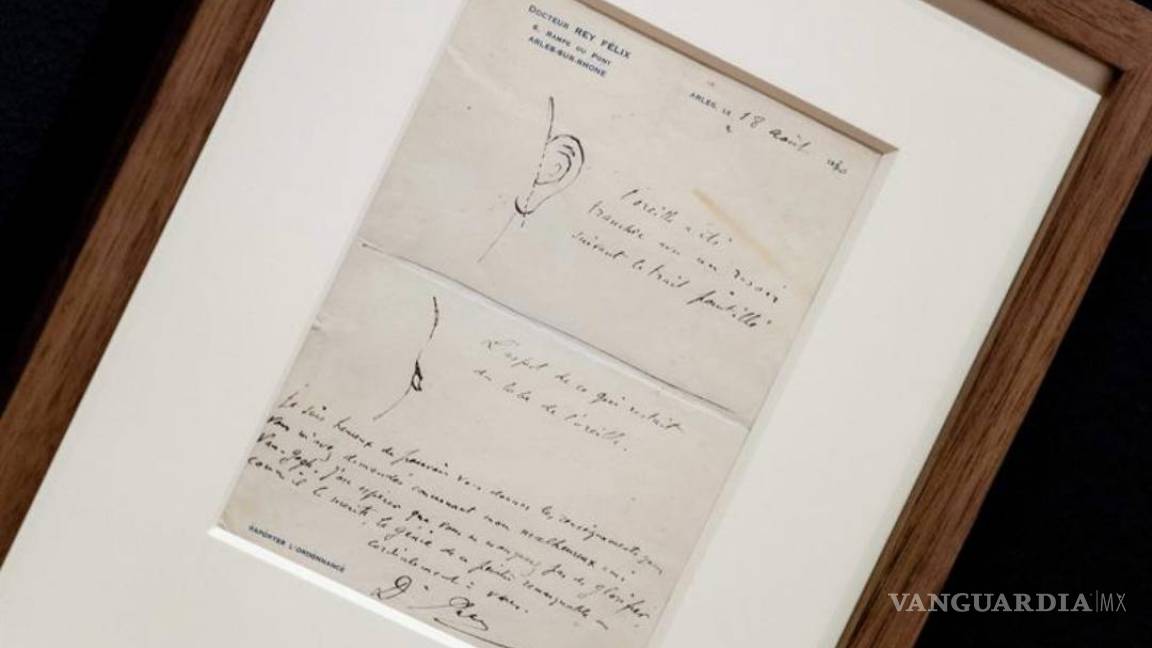 DOCTEUR REY FÉLIX
6, RAMPE DU PONT
ARLES-SUR-RHONE
ARLES, LE 18 août
l'oreille a été
tranchée avec un rasoir
suivant le trait pointillé
L'aspect de ce qui restait
du lobe de l'oreille.
Je suis heureux de pouvoir vous donner les renseignements que
vous m'avez demandés concernant mon malheureux ami
Van-Gogh. J'ose espérer que vous ne manquerez pas de glorifier
comme il le mérite, le génie de ce peintre remarquable
cordialement à vous.
Dr Rey
RAPPORTER L'ORDONNANCE
VANGUARDIA|MX